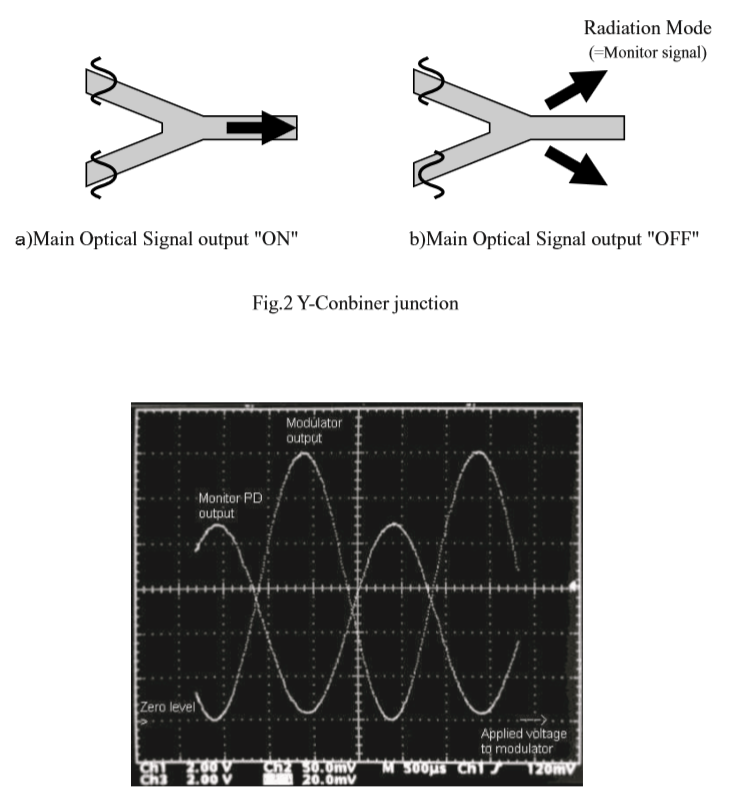 Radiation Mode
(=Monitor signal)
a)Main Optical Signal output "ON"
b)Main Optical Signal output "OFF"
Fig.2 Y-Conbiner junction
Modulator
output
Monitor PD
output
Zero level
Applied voltage
to modulator
Ch1 2.00 V Ch2 50.0mV M 500µs Ch1 120mV
Ch3 2.00 V 20.0mV